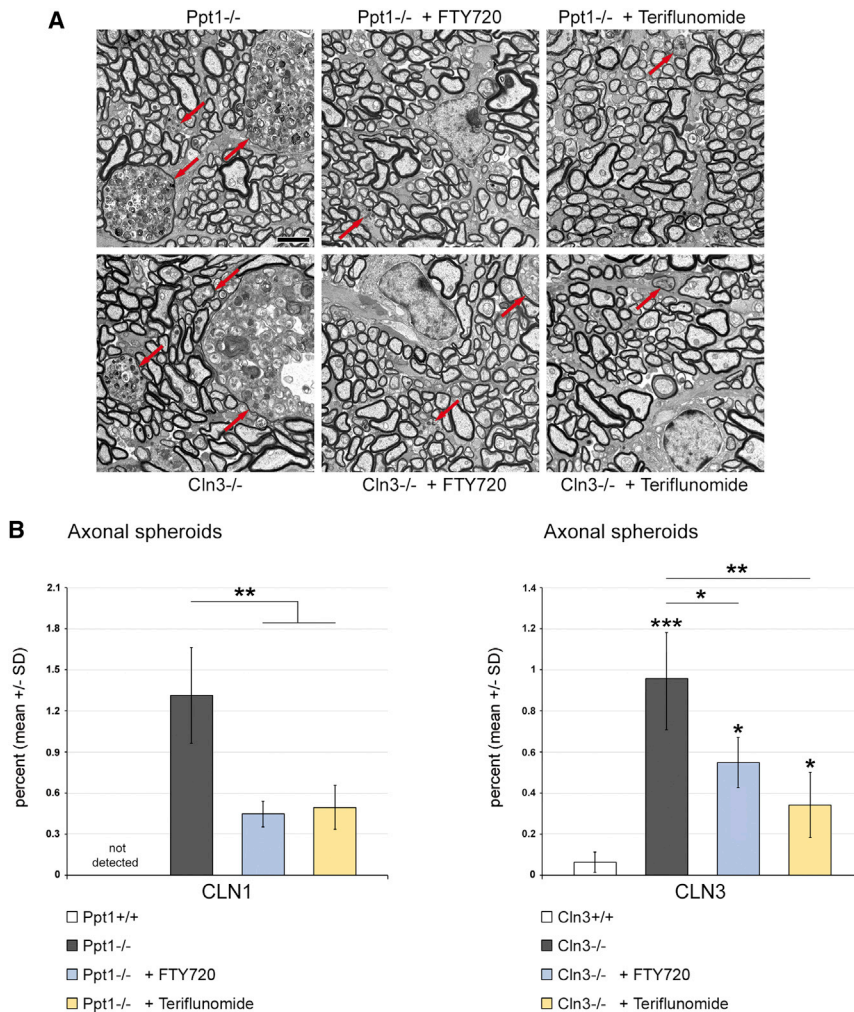 A
Ppt1-/-
Ppt1-/- + FTY720
Ppt1-/- + Teriflunomide
Cln3-/-
Cln3-/- + FTY720
Cln3-/- + Teriflunomide
B
Axonal spheroids
2.1
1.8
1.5
1.2
0.9
0.6
0.3
0
percent (mean +/- SD)
**
not
detected
CLN1
Ppt1+/+
Ppt1-/-
Ppt1-/- + FTY720
Ppt1-/- + Teriflunomide
Axonal spheroids
1.4
1.2
1
0.8
0.6
0.4
0.2
0
percent (mean +/- SD)
**
*
***
*
*
CLN3
Cln3+/+
Cln3-/-
Cln3-/- + FTY720
Cln3-/- + Teriflunomide